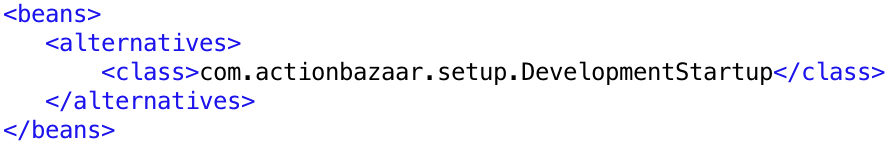 <beans>
   <alternatives>
       <class>com.actionbazaar.setup.DevelopmentStartup</class>
   </alternatives>
</beans>